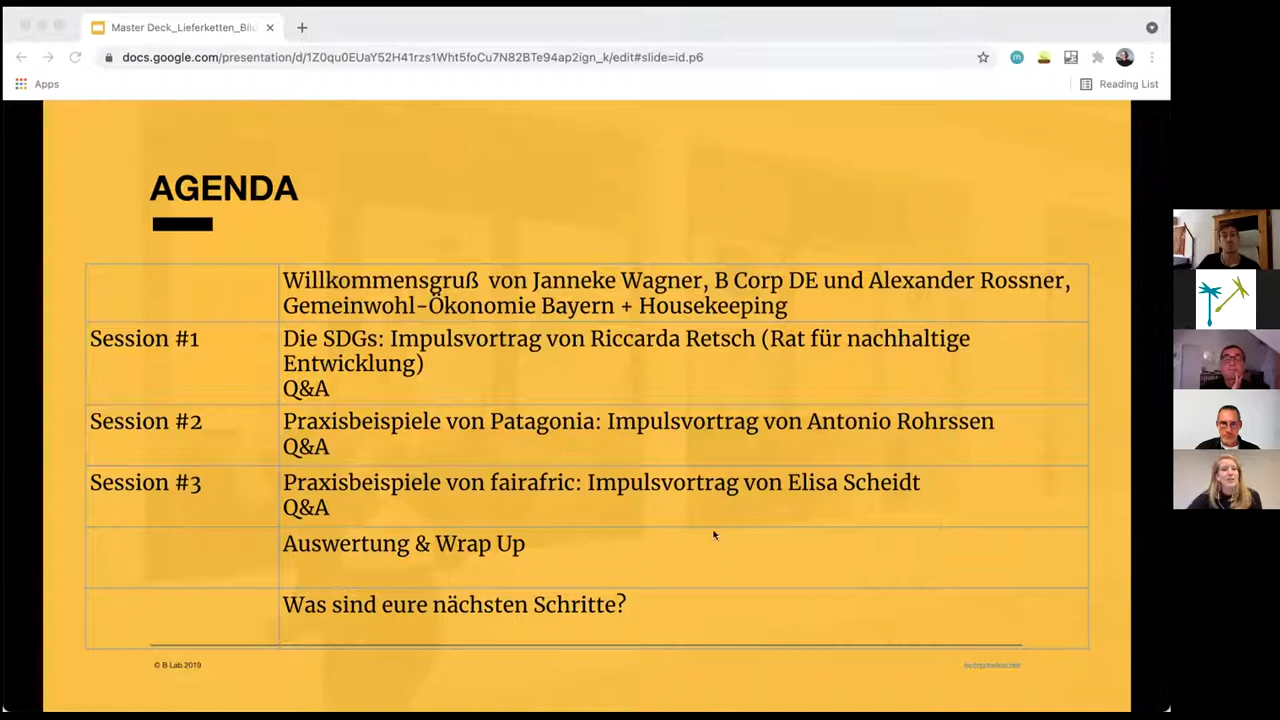 Master Deck_Lieferketten_Bil
docs.google.com/presentation/d/1Z0qu0EUaY52H41rzs1Wht5foCu7N82BTe94ap2ign_k/edit#slide=id.p6
Apps
Reading List
AGENDA
Willkommensgruß von Janneke Wagner, B Corp DE und Alexander Rossner,
Gemeinwohl-Ökonomie Bayern + Housekeeping
Session #1
Die SDGs: Impulsvortrag von Riccarda Retsch (Rat für nachhaltige
Entwicklung)
Q&A
Session #2
Praxisbeispiele von Patagonia: Impulsvortrag von Antonio Rohrssen
Q&A
Session #3
Praxisbeispiele von fairafric: Impulsvortrag von Elisa Scheidt
Q&A
Auswertung & Wrap Up
Was sind eure nächsten Schritte?
© B Lab 2019